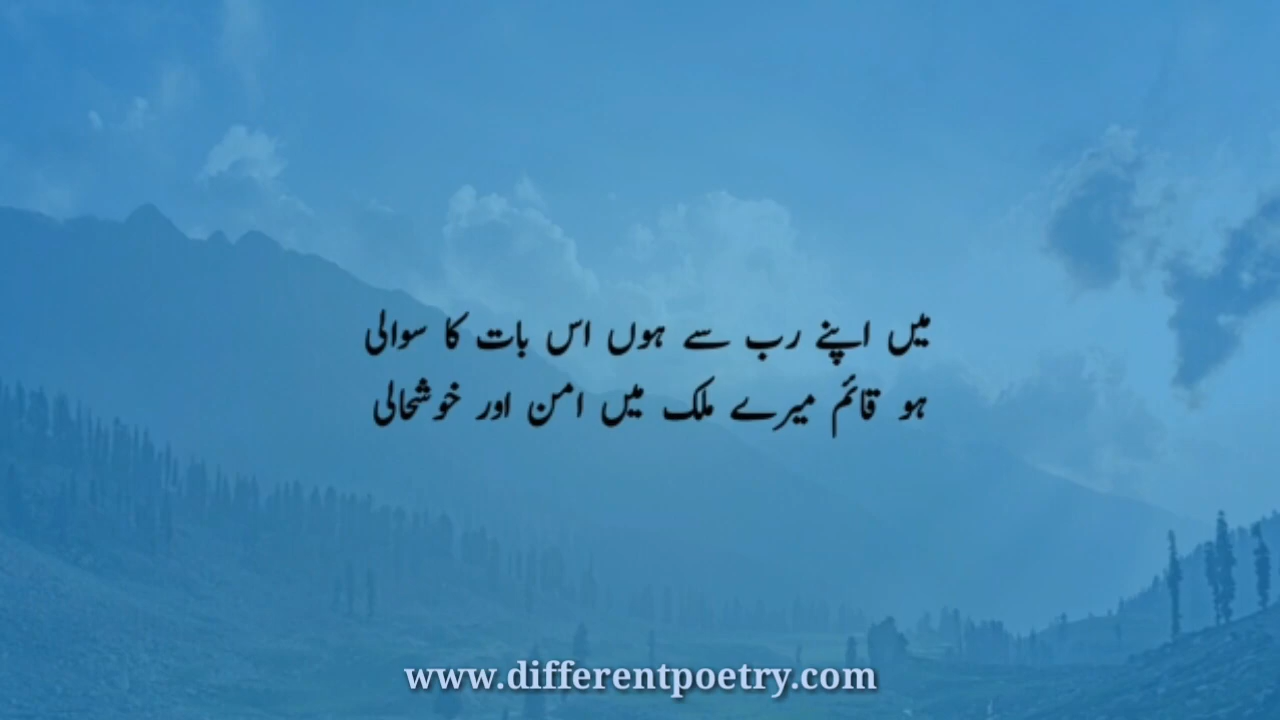 میں اپنے رب سے ہوں اس بات کا سوالی
ہو قائم میرے ملک میں امن اور خوشحالی
www.differentpoetry.com